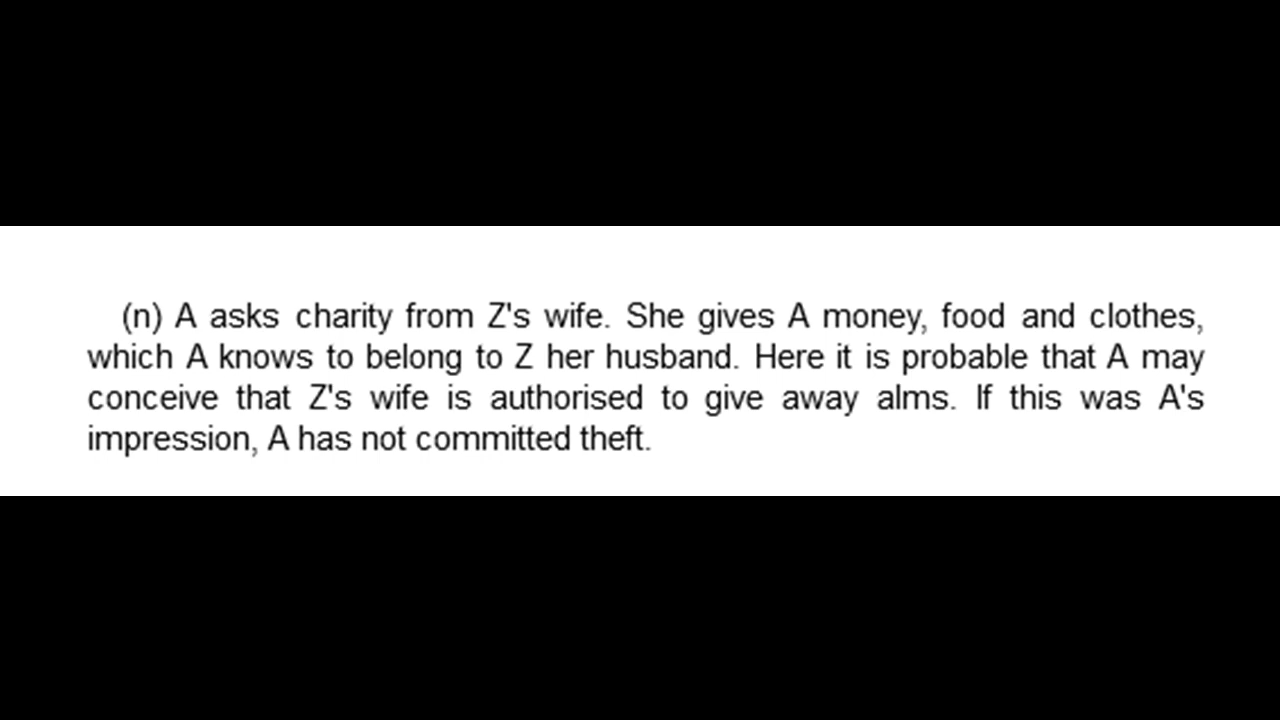 (n) A asks charity from Z's wife. She gives A money, food and clothes,
which A knows to belong to Z her husband. Here it is probable that A may
conceive that Z's wife is authorised to give away alms. If this was A's
impression, A has not committed theft.